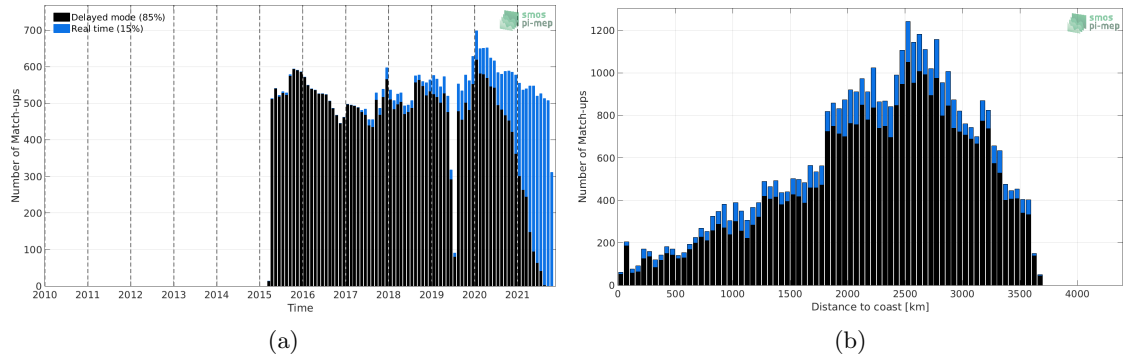 Delayed mode (85%)
Real time (15%)
smos
pi-mep
700
600
500
400
300
200
100
0
Number of Match-ups
2010 2011 2012 2013 2014 2015 2016 2017 2018 2019 2020 2021
Time
(a)
smos
pi-mep
1200
1000
800
600
400
200
0
Number of Match-ups
0 500 1000 1500 2000 2500 3000 3500 4000
Distance to coast [km]
(b)